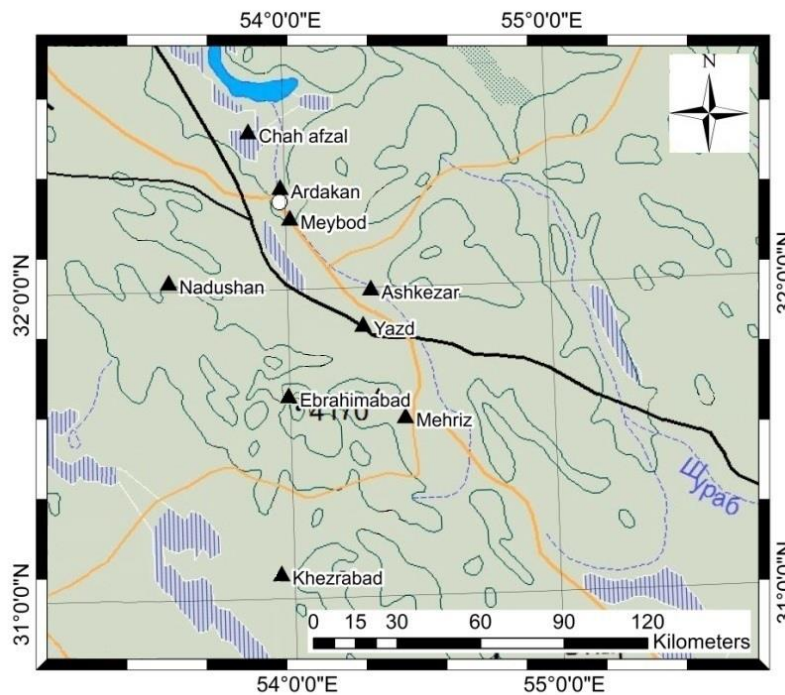 54°0'0"E 55°0'0"E
N
Chah afzal
Ardakan
Meybod
32°0'0"N
Nadushan
Ashkezar
32°0'0"N
Yazd
Ebrahimabad
Mehriz
Щураб
31°0'0"N
Khezrabad
31°0'0"N
0 15 30 60 90 120
Kilometers
54°0'0"E 55°0'0"E